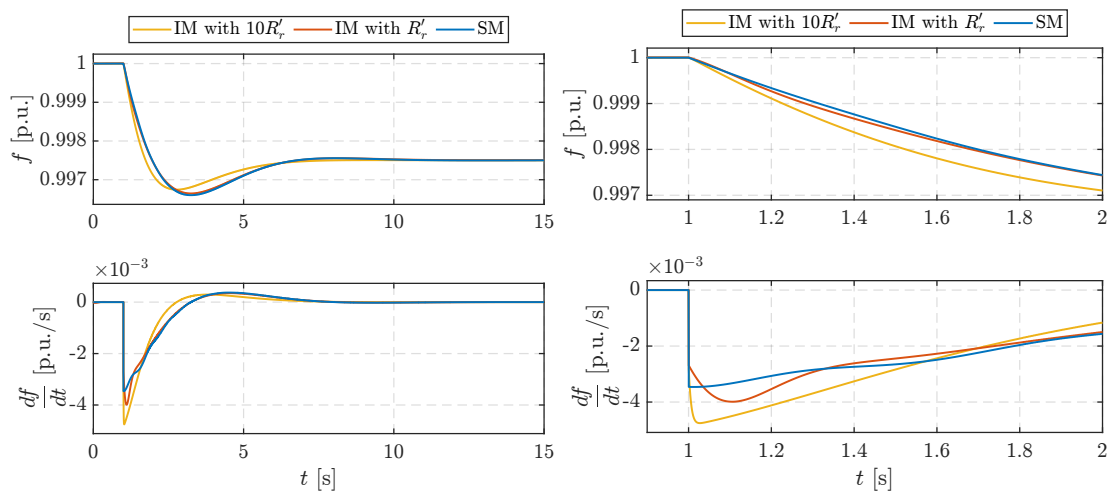 IM with 10R'_r IM with R'_r SM
1
0.999
0.998
0.997
f [p.u.]
0 5 10 15
×10⁻³
0
-2
-4
df/dt [p.u./s]
0 5 10 15
t [s]
IM with 10R'_r IM with R'_r SM
1
0.999
0.998
0.997
f [p.u.]
1 1.2 1.4 1.6 1.8 2
×10⁻³
0
-2
-4
df/dt [p.u./s]
1 1.2 1.4 1.6 1.8 2
t [s]